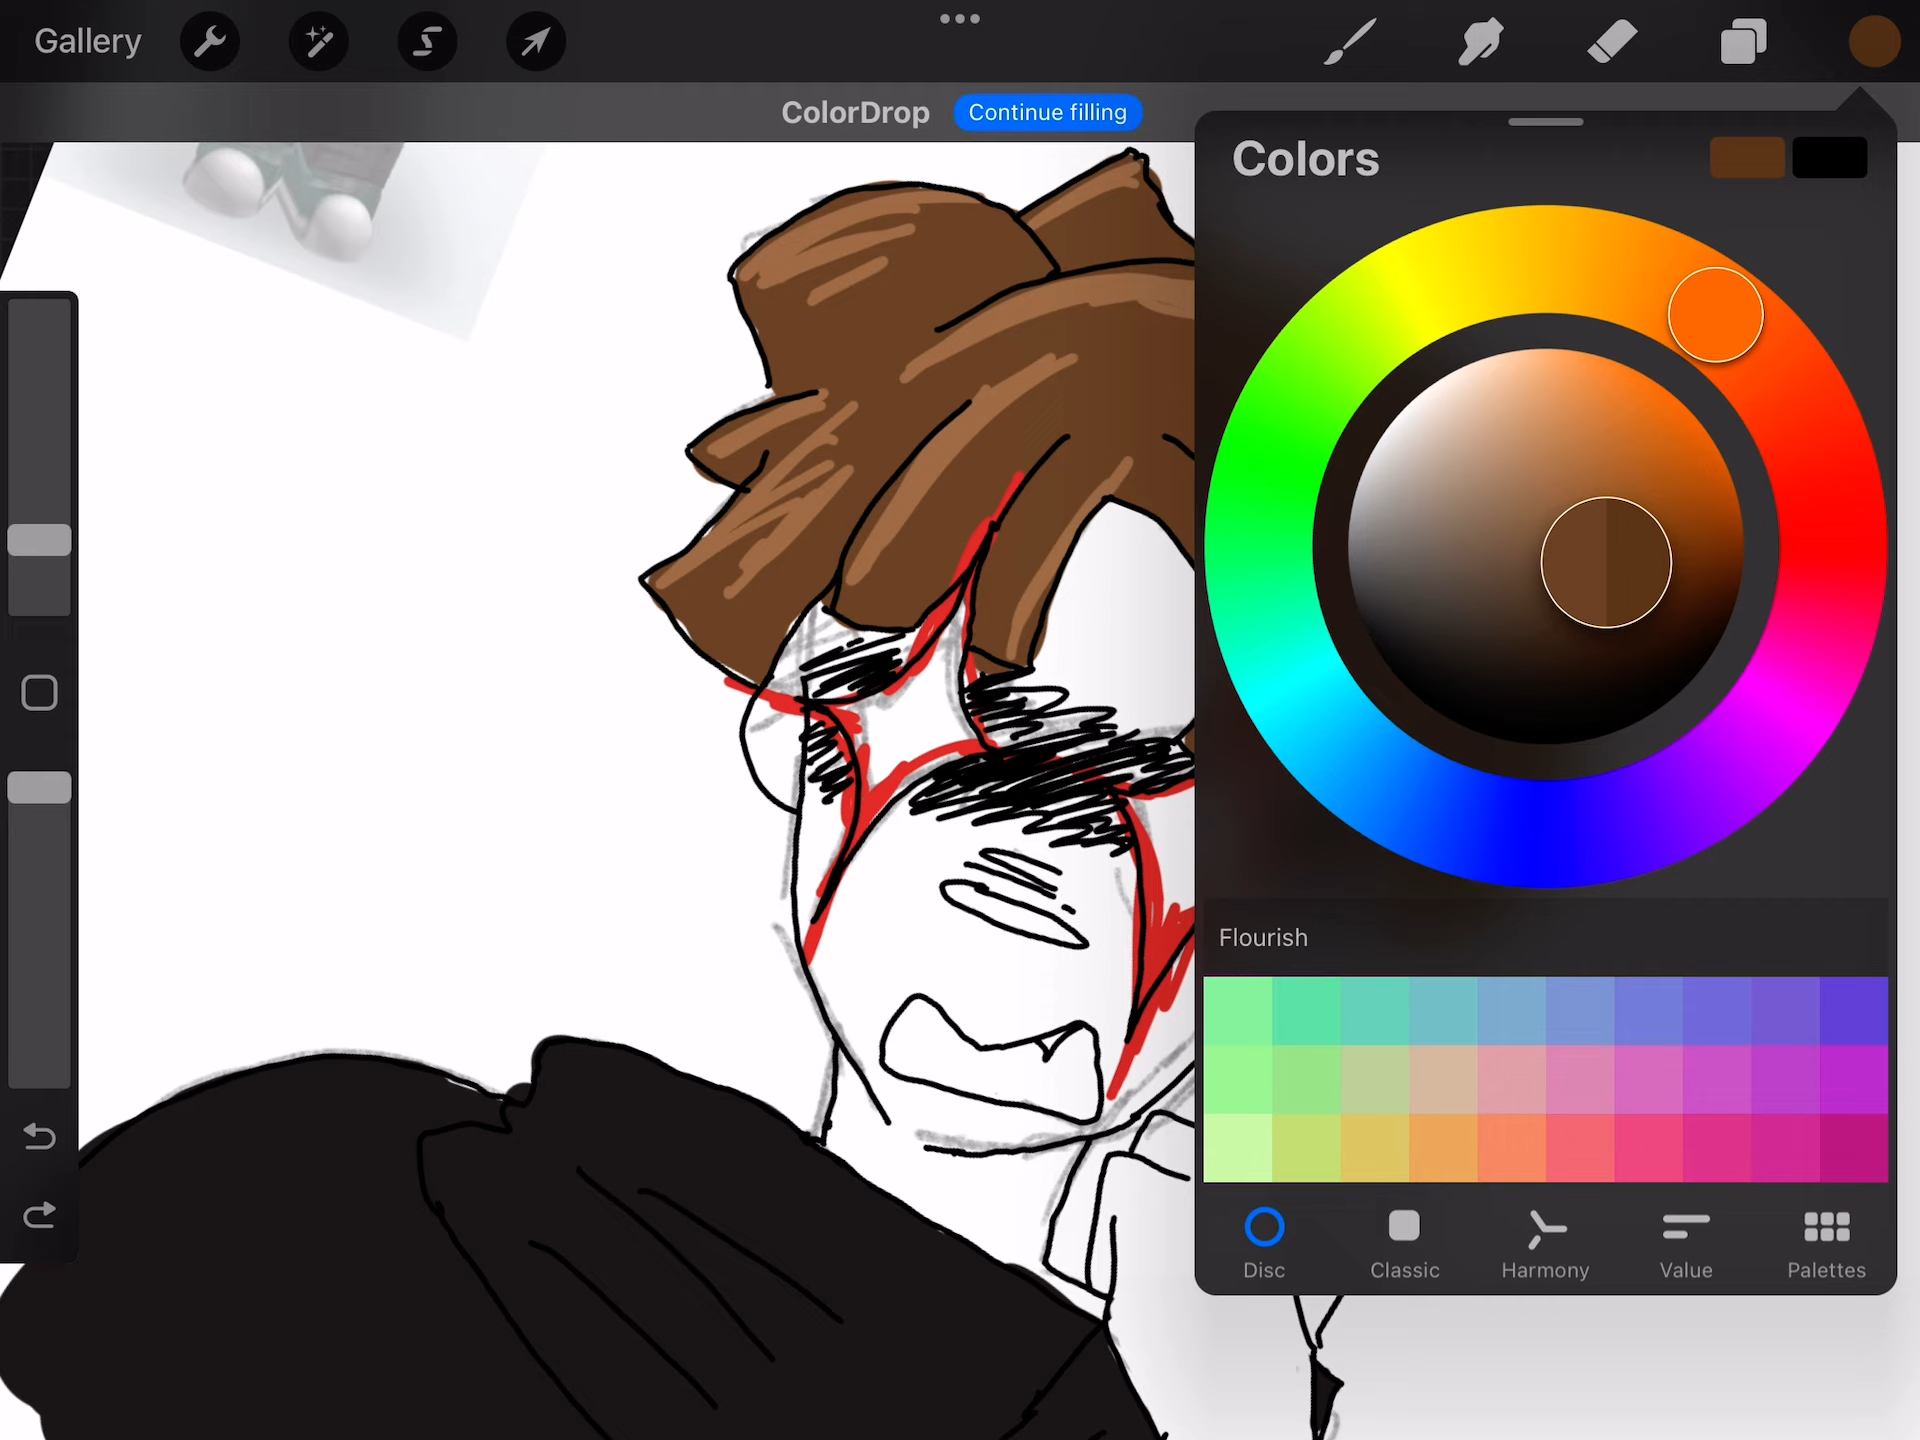 Gallery
ColorDrop Continue filling
Colors
Flourish
Disc Classic Harmony Value Palettes